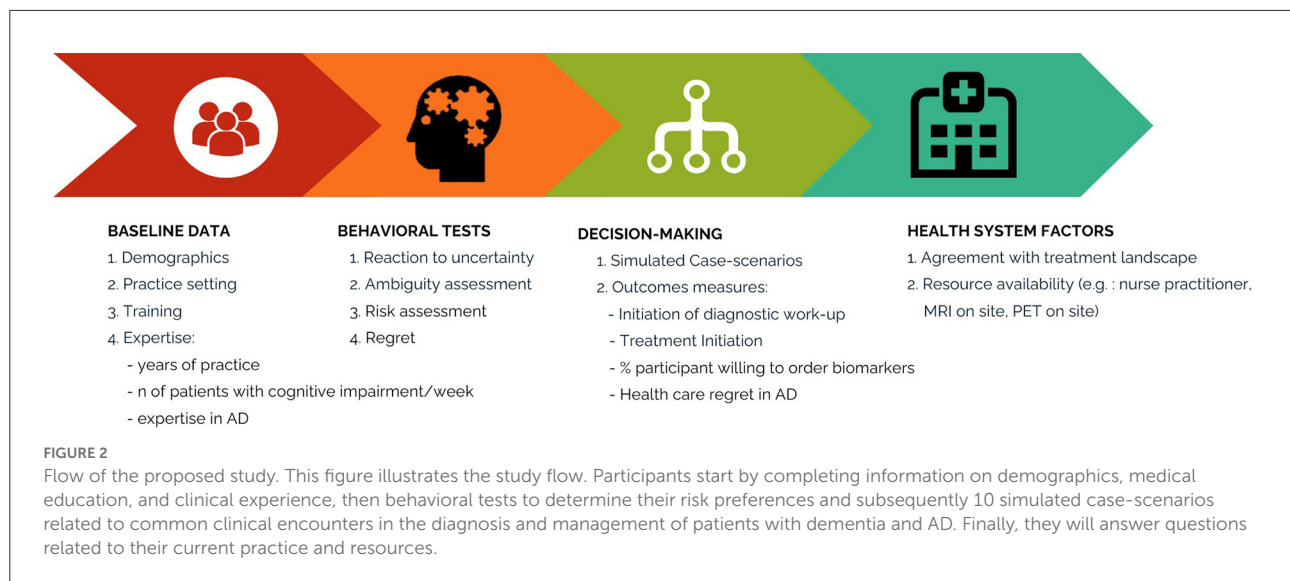 BASELINE DATA
1. Demographics
2. Practice setting
3. Training
4. Expertise:
- years of practice
- n of patients with cognitive impairment/week
- expertise in AD
BEHAVIORAL TESTS
1. Reaction to uncertainty
2. Ambiguity assessment
3. Risk assessment
4. Regret
DECISION-MAKING
1. Simulated Case-scenarios
2. Outcomes measures:
- Initiation of diagnostic work-up
- Treatment Initiation
- % participant willing to order biomarkers
- Health care regret in AD
HEALTH SYSTEM FACTORS
1. Agreement with treatment landscape
2. Resource availability (e.g. : nurse practitioner,
MRI on site, PET on site)
FIGURE 2
Flow of the proposed study. This figure illustrates the study flow. Participants start by completing information on demographics, medical
education, and clinical experience, then behavioral tests to determine their risk preferences and subsequently 10 simulated case-scenarios
related to common clinical encounters in the diagnosis and management of patients with dementia and AD. Finally, they will answer questions
related to their current practice and resources.